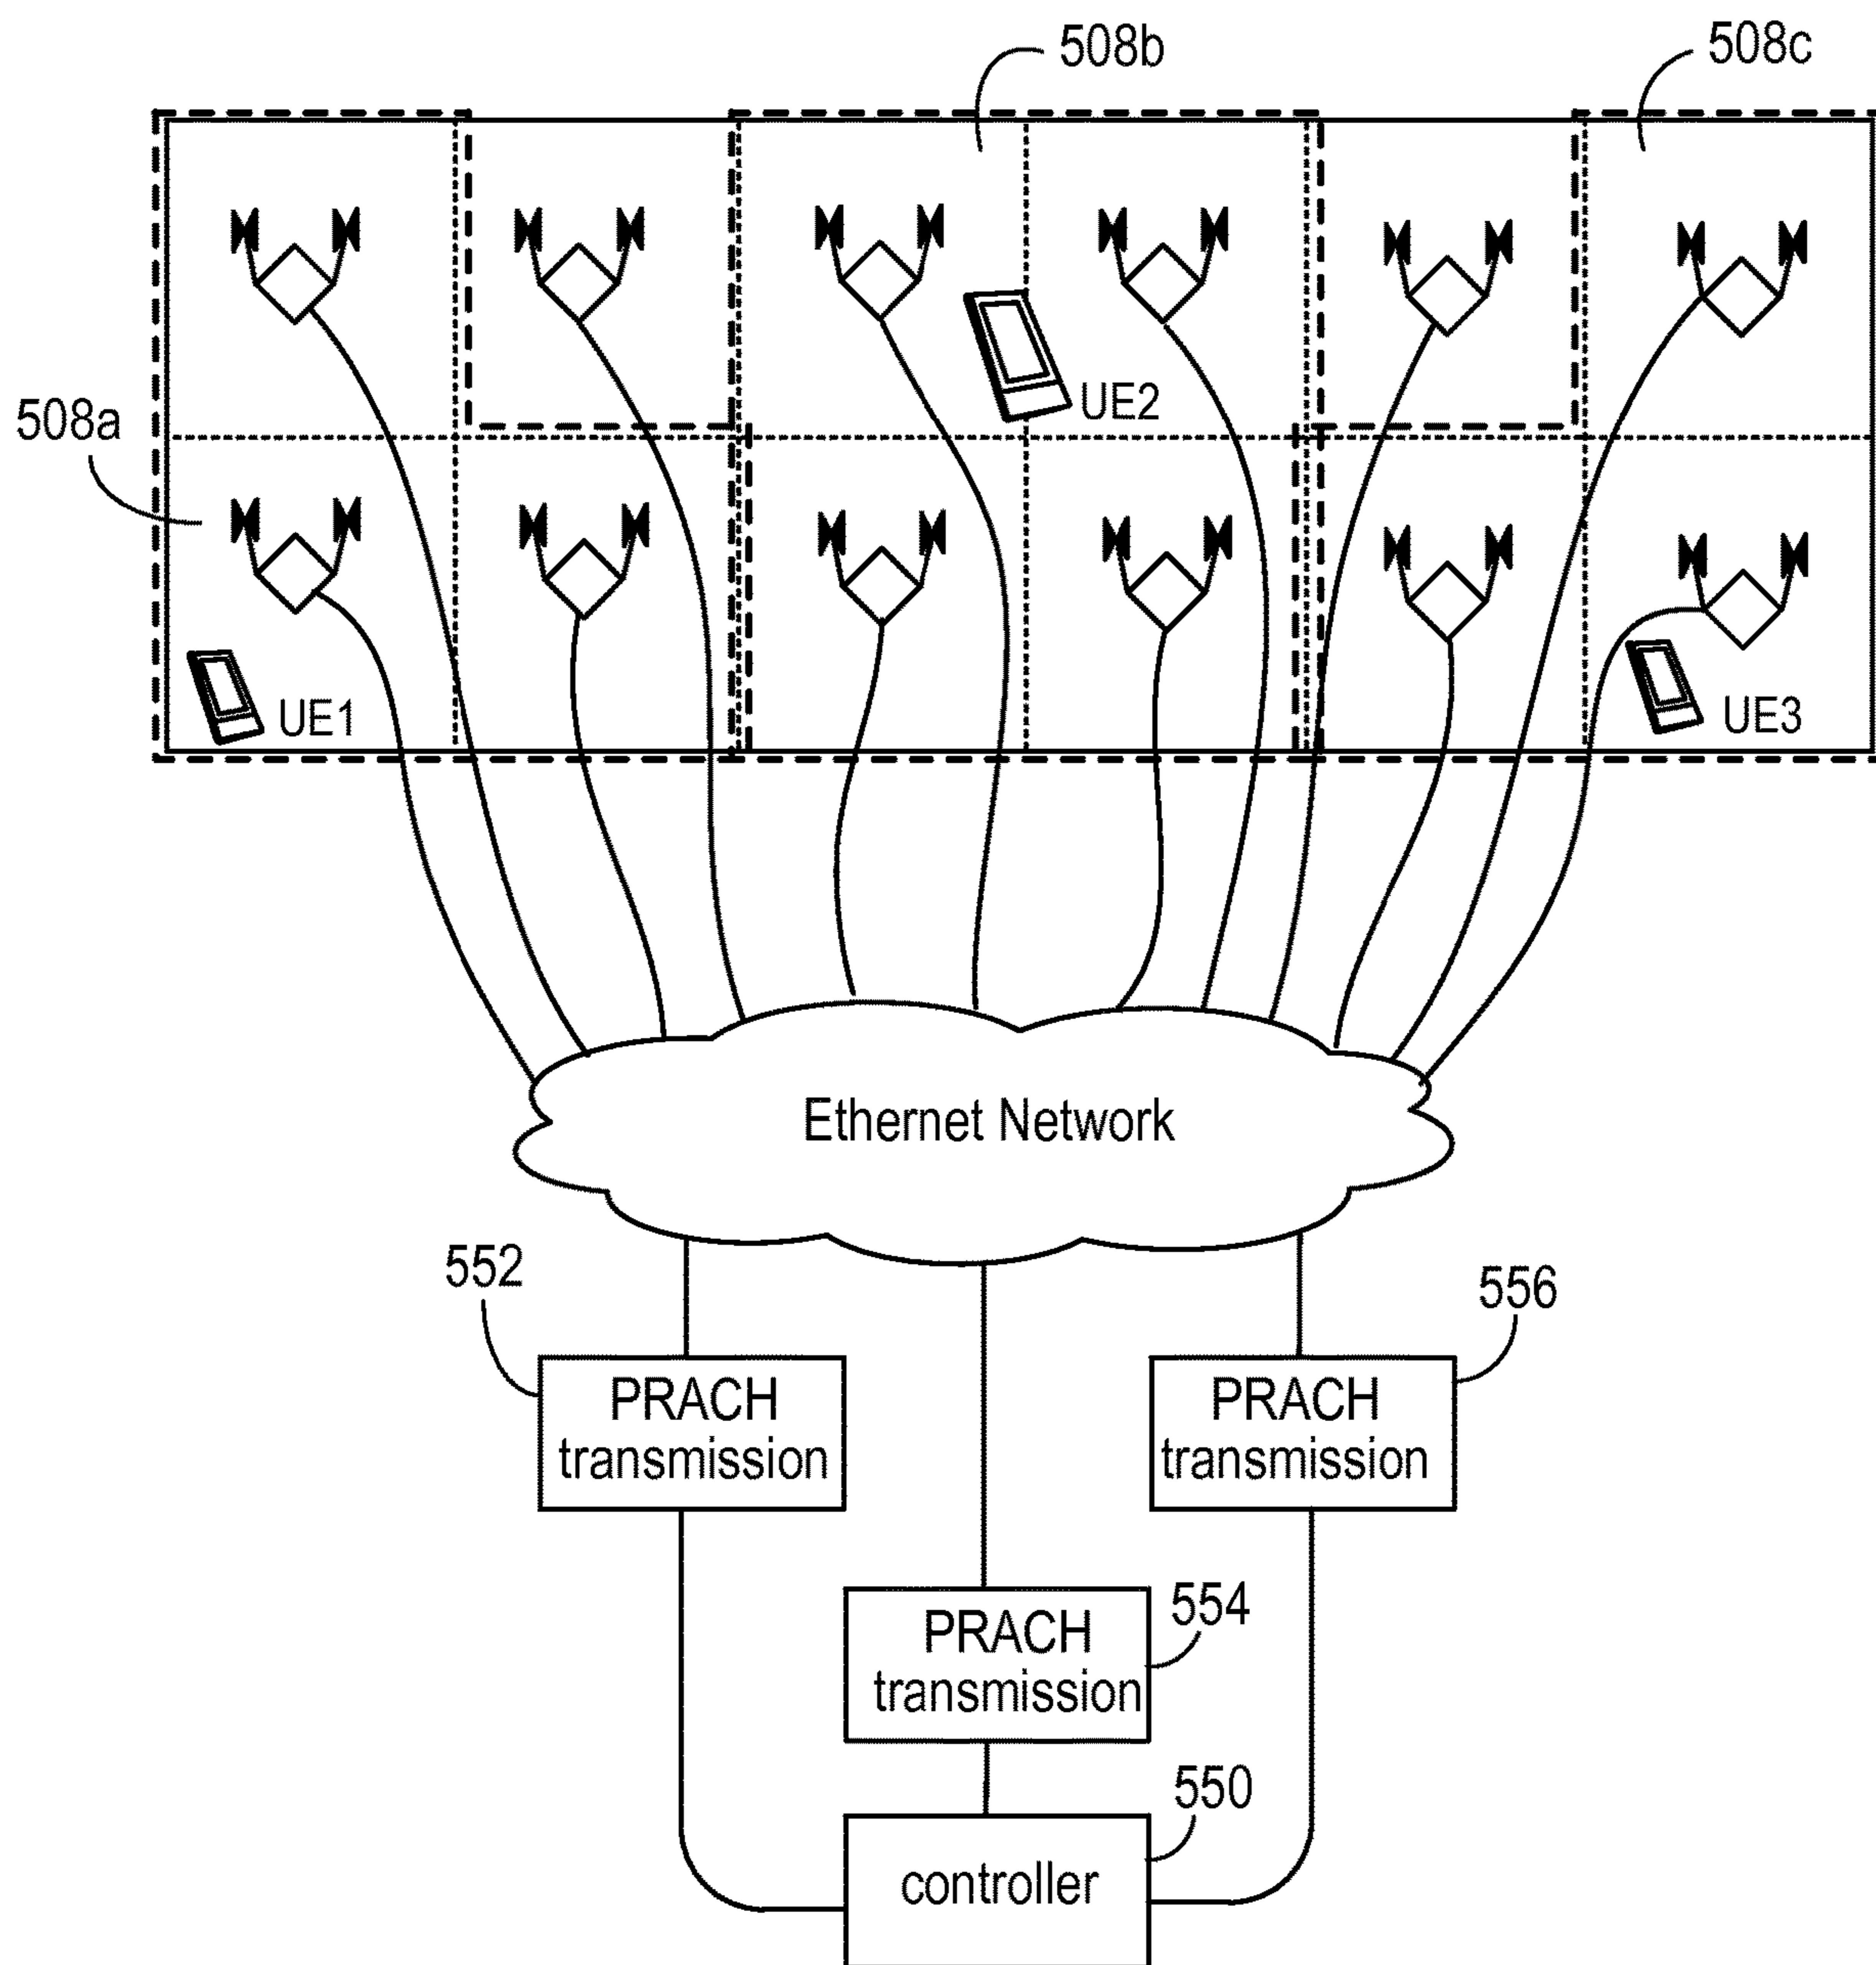 508b
508c
508a
UE2
UE1
UE3
Ethernet Network
552
556
PRACH
transmission
PRACH
transmission
554
PRACH
transmission
550
controller